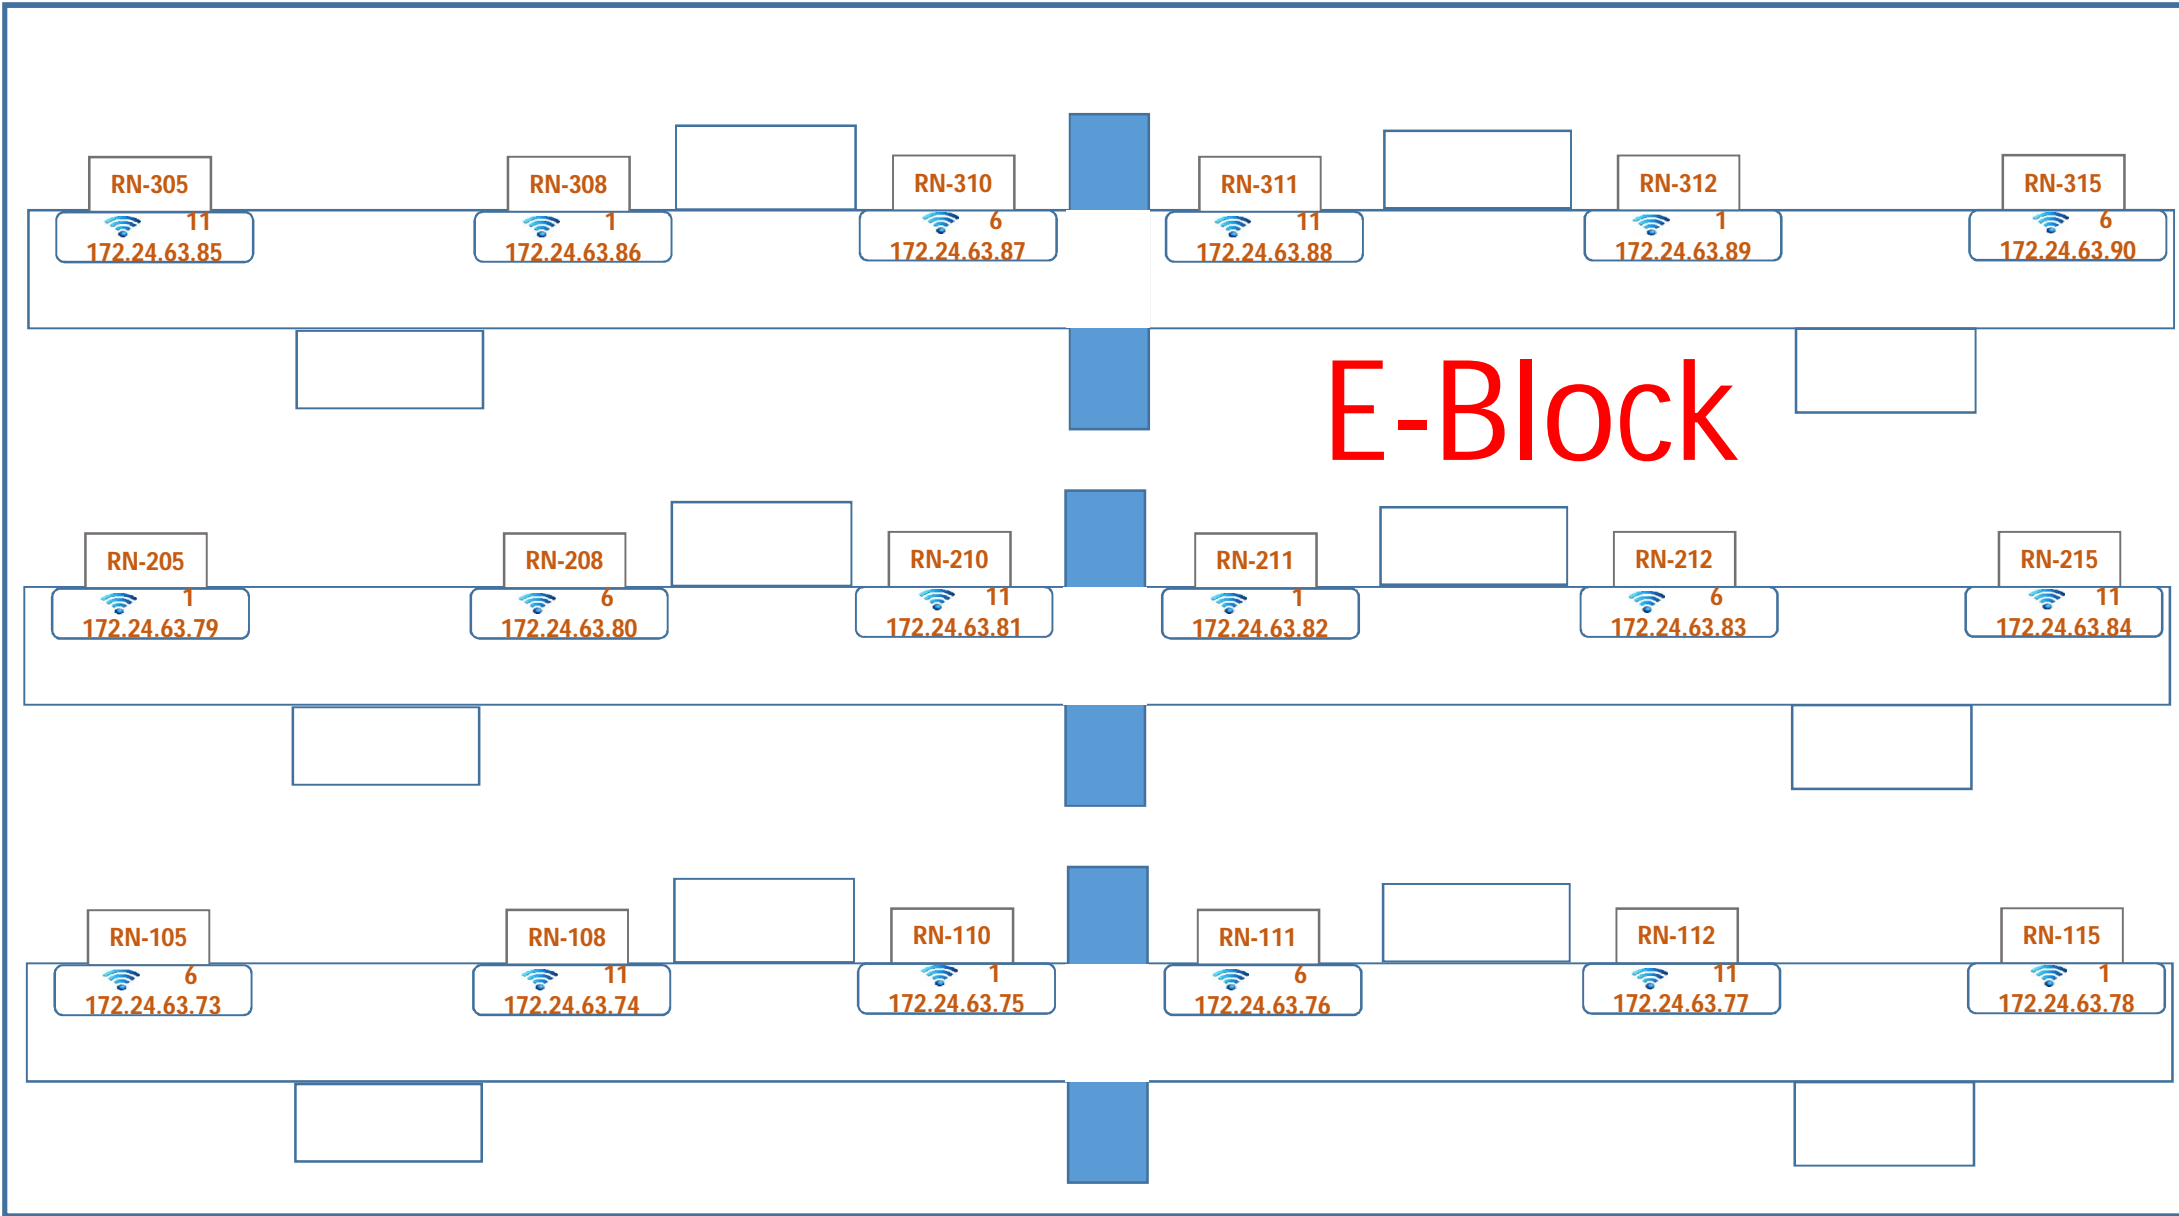 RN-305 RN-308 RN-310 RN-311 RN-312 RN-315
11 1 6 11 1 6
172.24.63.85 172.24.63.86 172.24.63.87 172.24.63.88 172.24.63.89 172.24.63.90
E-Block
RN-205 RN-208 RN-210 RN-211 RN-212 RN-215
1 6 11 1 6 11
172.24.63.79 172.24.63.80 172.24.63.81 172.24.63.82 172.24.63.83 172.24.63.84
RN-105 RN-108 RN-110 RN-111 RN-112 RN-115
6 11 1 6 11 1
172.24.63.73 172.24.63.74 172.24.63.75 172.24.63.76 172.24.63.77 172.24.63.78